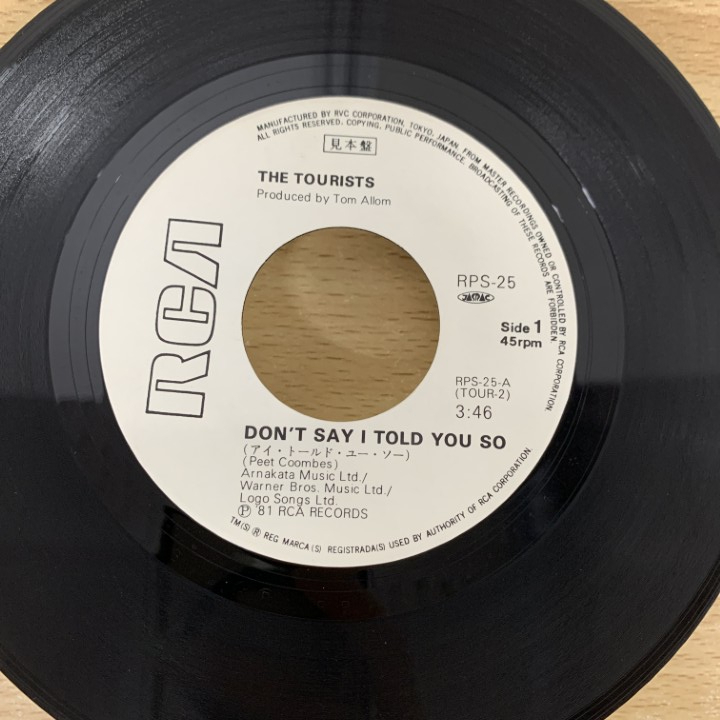 MANUFACTURED BY RVC CORPORATION, TOKYO, JAPAN. FROM MASTER RECORDINGS OWNED OR CONTROLLED BY RCA CORPORATION.
ALL RIGHTS RESERVED. COPYING, PUBLIC PERFORMANCE, BROADCASTING OF THESE RECORDS ARE FORBIDDEN.
見本盤
THE TOURISTS
Produced by Tom Allom
RCA
RPS-25
JASRAC
Side 1
45rpm
RPS-25-A
(TOUR-2)
3:46
DON'T SAY I TOLD YOU SO
(アイ・トールド・ユー・ソー)
(Peet Coombes)
Arnakata Music Ltd./
Warner Bros. Music Ltd./
Logo Songs Ltd.
Ⓟ '81 RCA RECORDS
TM(S) ® REG MARCA(S) REGISTRADA(S) USED BY AUTHORITY OF RCA CORPORATION